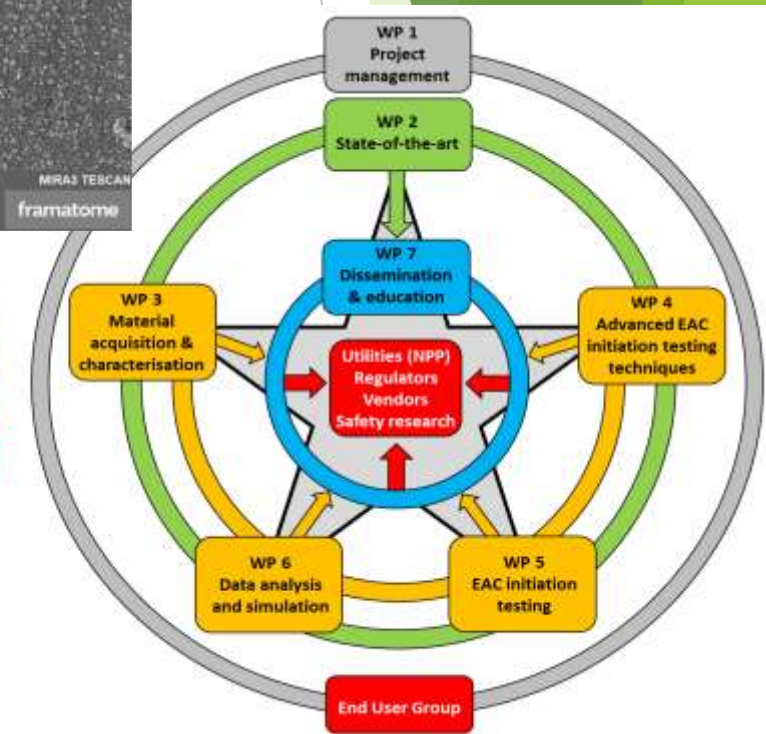 WP 1
Project
management
WP 2
State-of-the-art
MIRA3 TESCAN
framatome
WP 7
Dissemination
& education
WP 3
Material
acquisition &
characterisation
WP 4
Advanced EAC
initiation testing
techniques
Utilities (NPP)
Regulators
Vendors
Safety research
WP 6
Data analysis
and simulation
WP 5
EAC initiation
testing
End User Group